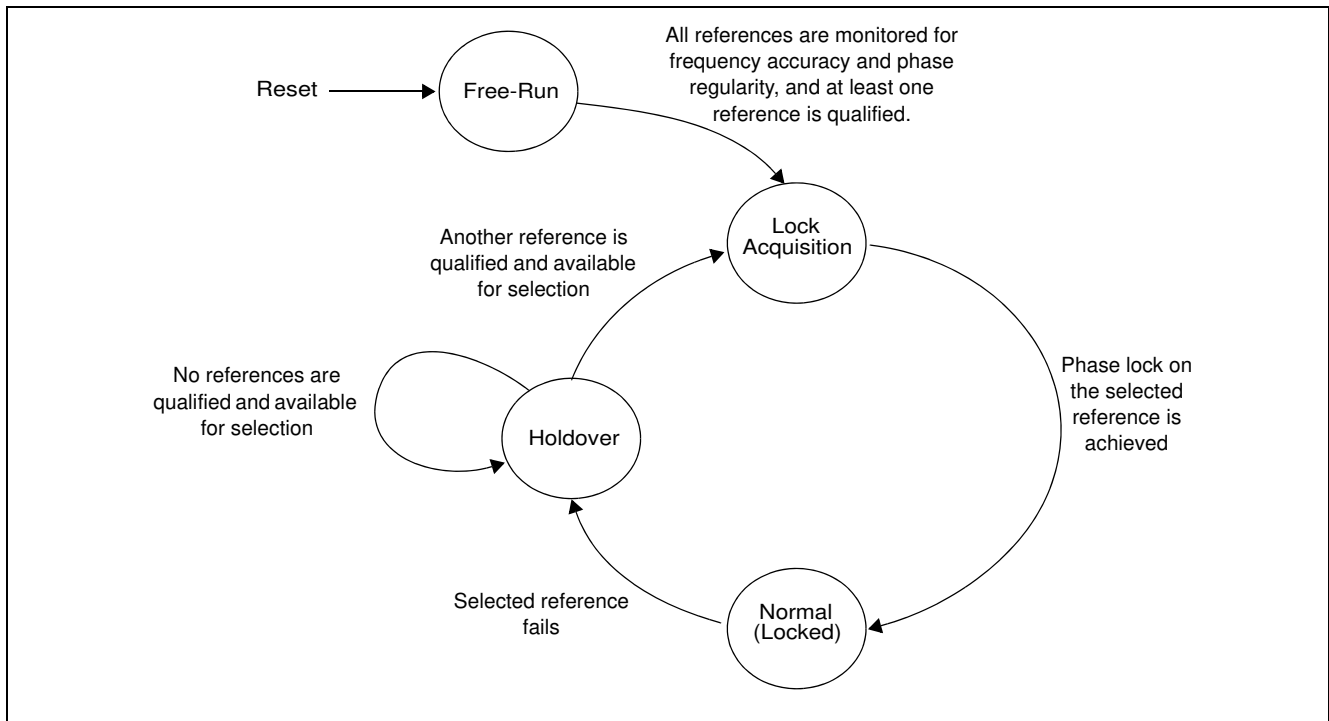 All references are monitored for
frequency accuracy and phase
regularity, and at least one
reference is qualified.
Reset
Free-Run
Lock
Acquisition
Another reference is
qualified and available
for selection
Phase lock on
the selected
reference is
achieved
No references are
qualified and available
for selection
Holdover
Selected reference
fails
Normal
(Locked)